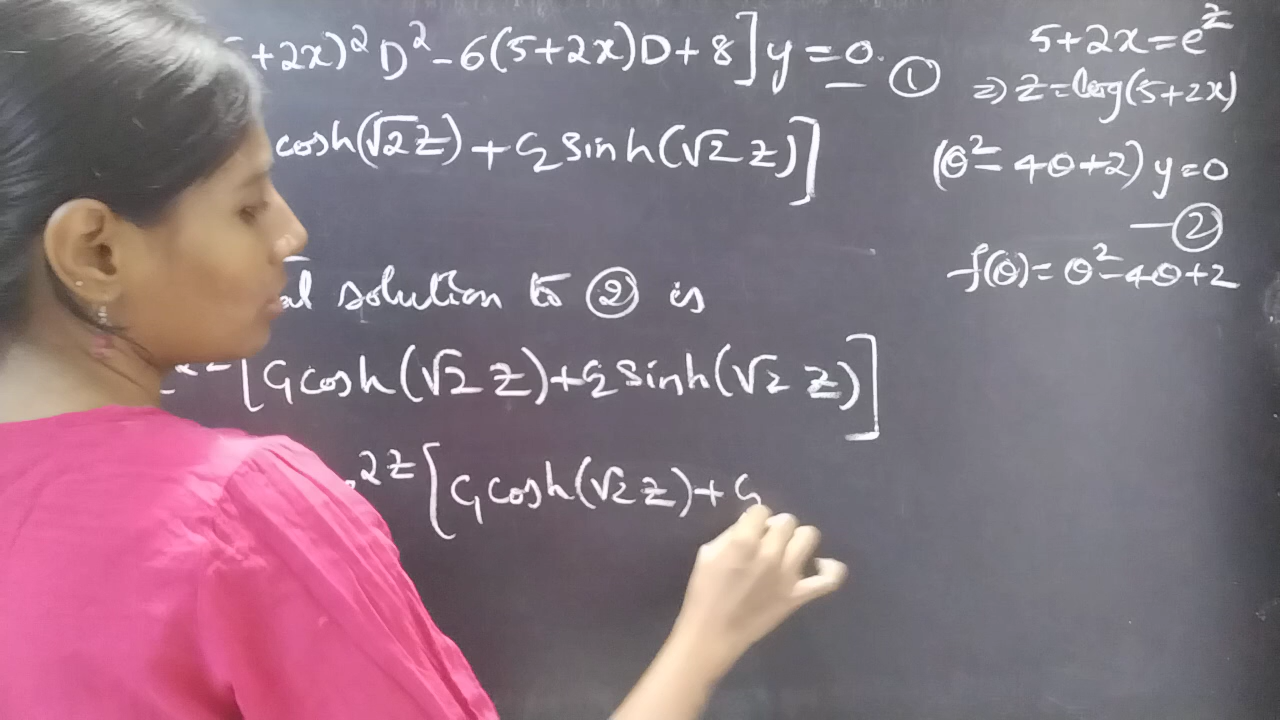 +2x)²D² - 6(5+2x)D + 8]y = 0. ①
cosh(√2 z) + C₂ sinh(√2 z)]
al solution to ② is
[C₁cosh(√2 z) + C₂ sinh(√2 z)]
2z [C₁cosh(√2 z) + C
5+2x = e^z
⇒ z = log(5+2x)
(θ² - 4θ + 2) y = 0
— ②
f(θ) = θ² - 4θ + 2